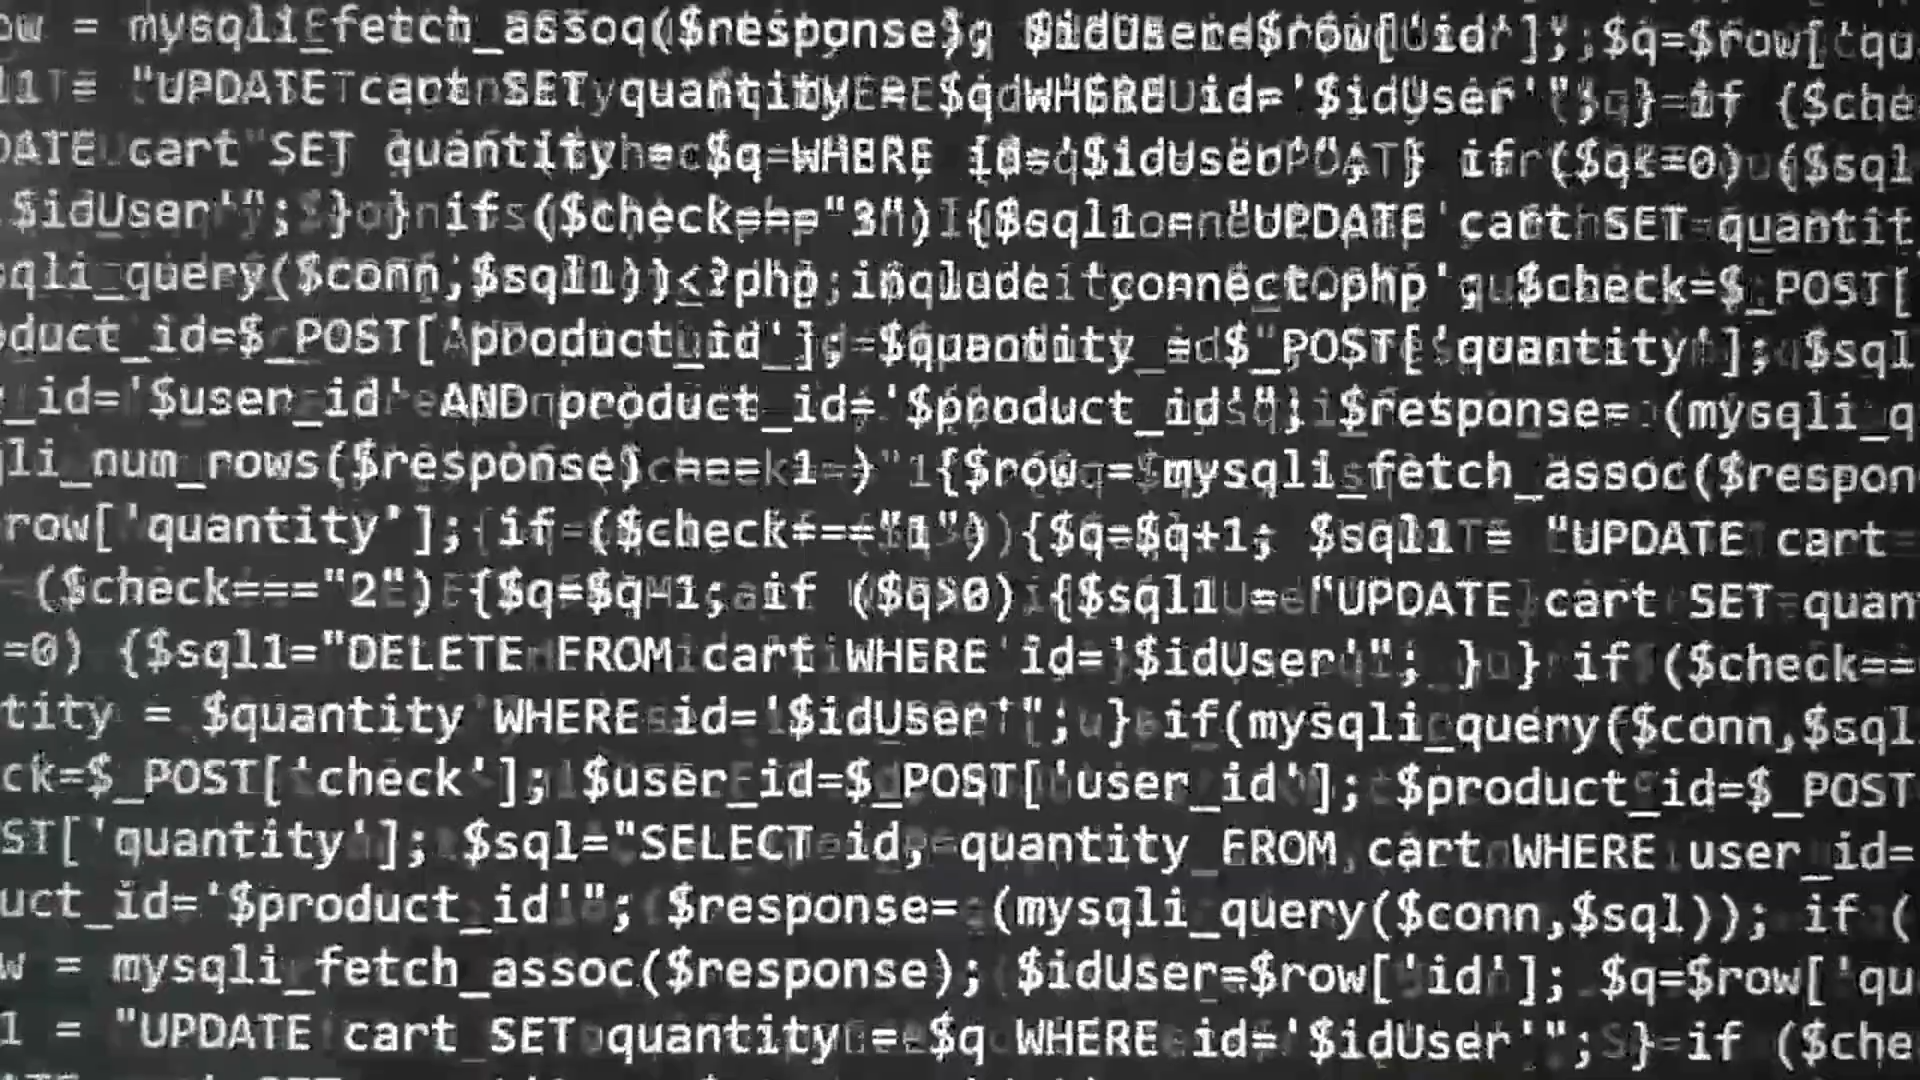 ow = mysqli_fetch_assoc($response); $idUser=$row['id']; $q=$row['qu
l1 = "UPDATE cart SET quantity = $q WHERE id='$idUser'"; } if ($che
DATE cart SET quantity = $q WHERE id='$idUser'"; } if ($q<=0) {$sql
$idUser'"; } } if ($check==="3") {$sql1 = "UPDATE cart SET quantit
sqli_query($conn,$sql1))<?php include 'connect.php'; $check=$_POST[
oduct_id=$_POST['product_id']; $quantity = $_POST['quantity']; $sql
_id='$user_id' AND product_id='$product_id'"; $response= (mysqli_q
qli_num_rows($response) === 1 ) {$row = mysqli_fetch_assoc($respon
row['quantity']; if ($check==="1") {$q=$q+1; $sql1 = "UPDATE cart
($check==="2") {$q=$q-1; if ($q>0) {$sql1 = "UPDATE cart SET quan
=0) {$sql1="DELETE FROM cart WHERE id='$idUser'"; } } if ($check==
tity = $quantity WHERE id='$idUser'"; } if(mysqli_query($conn,$sql
ck=$_POST['check']; $user_id=$_POST['user_id']; $product_id=$_POST
ST['quantity']; $sql="SELECT id, quantity FROM cart WHERE user_id=
uct_id='$product_id'"; $response= (mysqli_query($conn,$sql)); if (
w = mysqli_fetch_assoc($response); $idUser=$row['id']; $q=$row['qu
1 = "UPDATE cart SET quantity = $q WHERE id='$idUser'"; } if ($che